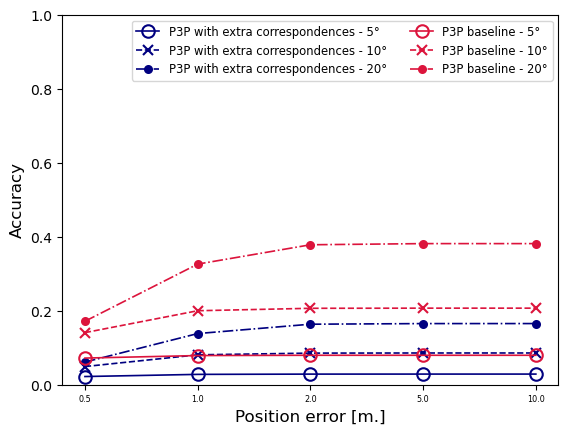 1.0
0.8
0.6
0.4
0.2
0.0
Accuracy
P3P with extra correspondences - 5°
P3P with extra correspondences - 10°
P3P with extra correspondences - 20°
P3P baseline - 5°
P3P baseline - 10°
P3P baseline - 20°
0.5 1.0 2.0 5.0 10.0
Position error [m.]